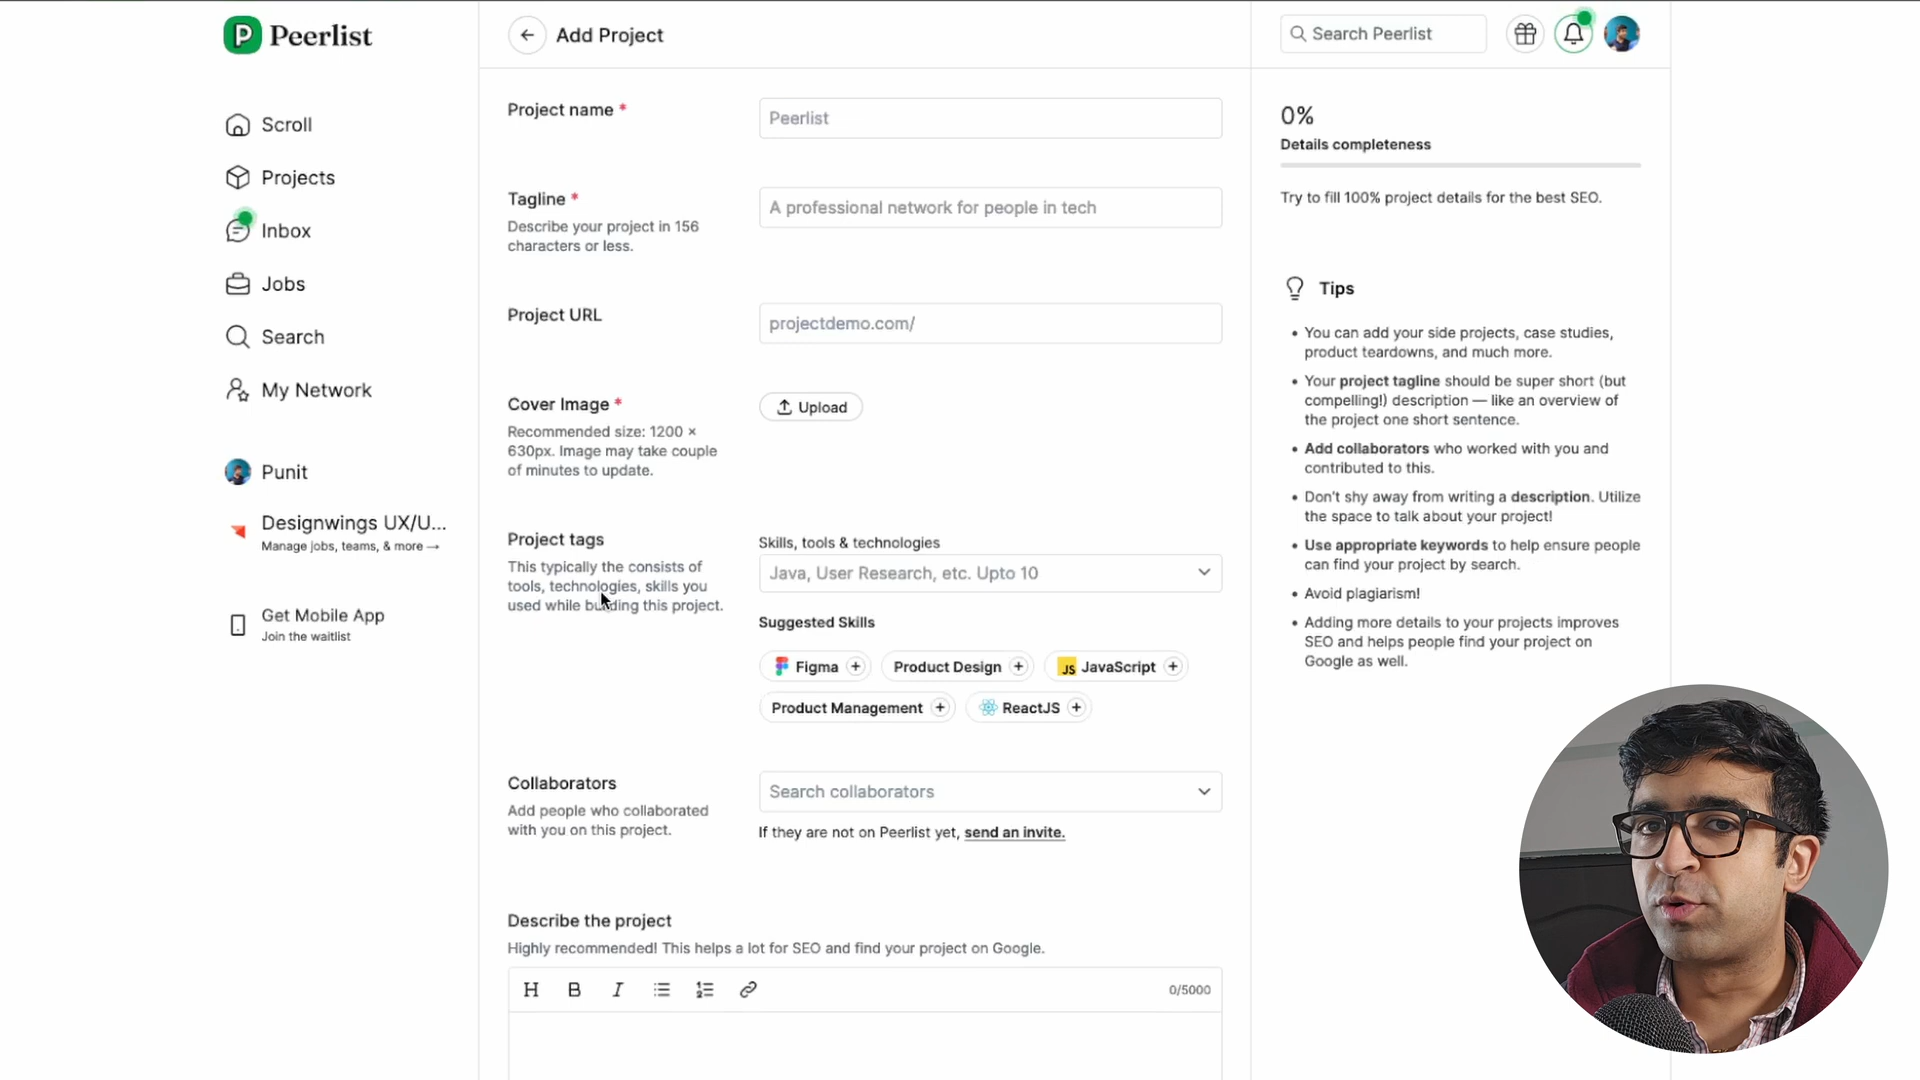 Peerlist
Scroll
Projects
Inbox
Jobs
Search
My Network
Punit
Designwings UX/U...
Manage jobs, teams, & more →
Get Mobile App
Join the waitlist
Add Project
Project name *
Peerlist
Tagline *
Describe your project in 156
characters or less.
A professional network for people in tech
Project URL
projectdemo.com/
Cover Image *
Recommended size: 1200 ×
630px. Image may take couple
of minutes to update.
Upload
Project tags
This typically the consists of
tools, technologies, skills you
used while building this project.
Skills, tools & technologies
Java, User Research, etc. Upto 10
Suggested Skills
Figma +
Product Design +
JS JavaScript +
Product Management +
ReactJS +
Collaborators
Add people who collaborated
with you on this project.
Search collaborators
If they are not on Peerlist yet, send an invite.
Describe the project
Highly recommended! This helps a lot for SEO and find your project on Google.
H B I
0/5000
Search Peerlist
0%
Details completeness
Try to fill 100% project details for the best SEO.
Tips
• You can add your side projects, case studies,
product teardowns, and much more.
• Your project tagline should be super short (but
compelling!) description — like an overview of
the project one short sentence.
• Add collaborators who worked with you and
contributed to this.
• Don't shy away from writing a description. Utilize
the space to talk about your project!
• Use appropriate keywords to help ensure people
can find your project by search.
• Avoid plagiarism!
• Adding more details to your projects improves
SEO and helps people find your project on
Google as well.